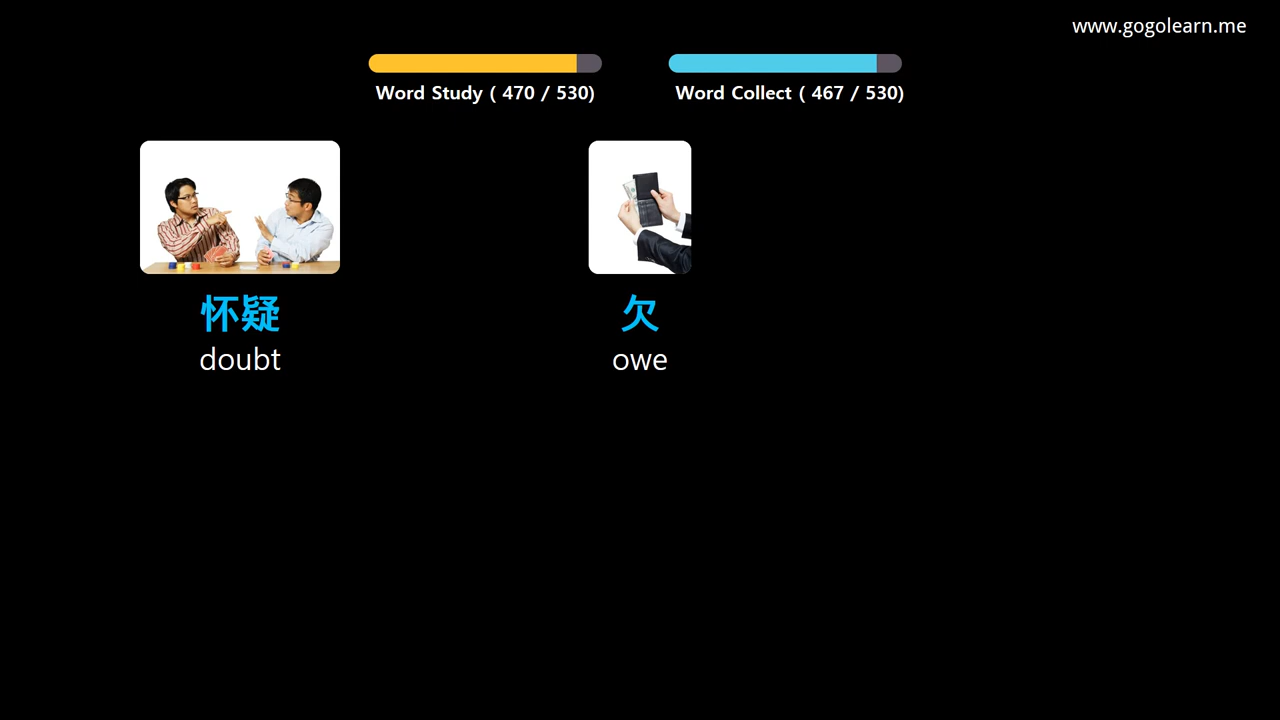 www.gogolearn.me
Word Study ( 470 / 530)
Word Collect ( 467 / 530)
怀疑
doubt
欠
owe